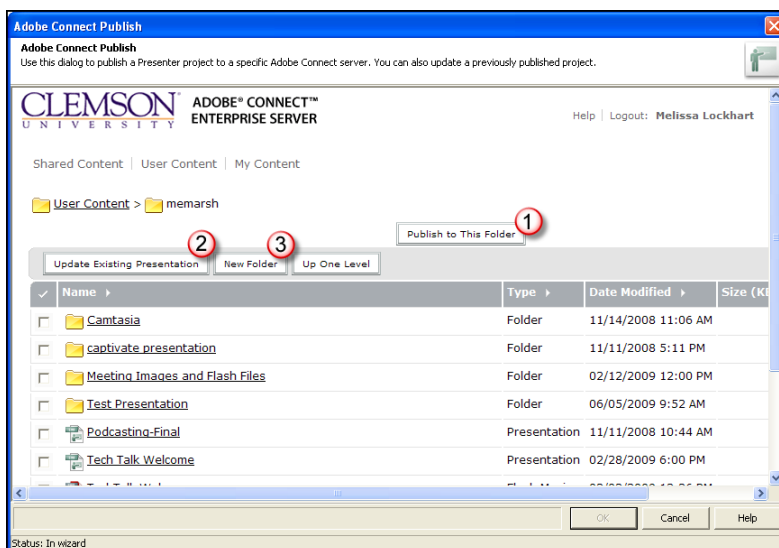 Adobe Connect Publish
Adobe Connect Publish
Use this dialog to publish a Presenter project to a specific Adobe Connect server. You can also update a previously published project.
CLEMSON ADOBE® CONNECT™
UNIVERSITY ENTERPRISE SERVER
Help | Logout: Melissa Lockhart
Shared Content | User Content | My Content
User Content > memarsh
1
Publish to This Folder
2 3
Update Existing Presentation New Folder Up One Level
Name Type Date Modified Size (KB
Camtasia Folder 11/14/2008 11:06 AM
captivate presentation Folder 11/11/2008 5:11 PM
Meeting Images and Flash Files Folder 02/12/2009 12:00 PM
Test Presentation Folder 06/05/2009 9:52 AM
Podcasting-Final Presentation 11/11/2008 10:44 AM
Tech Talk Welcome Presentation 02/28/2009 6:00 PM
OK Cancel Help
Status: In wizard